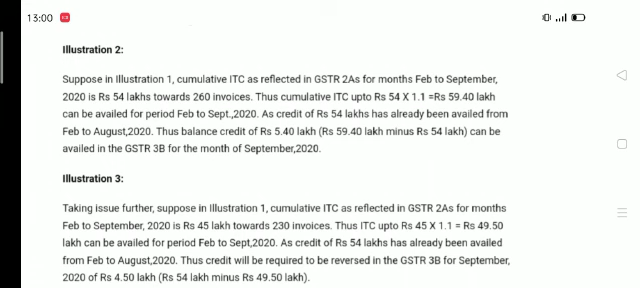 13:00
Illustration 2:
Suppose in Illustration 1, cumulative ITC as reflected in GSTR 2As for months Feb to September,
2020 is Rs 54 lakhs towards 260 invoices. Thus cumulative ITC upto Rs 54 X 1.1 =Rs 59.40 lakh
can be availed for period Feb to Sept.,2020. As credit of Rs 54 lakhs has already been availed from
Feb to August,2020. Thus balance credit of Rs 5.40 lakh (Rs 59.40 lakh minus Rs 54 lakh) can be
availed in the GSTR 3B for the month of September,2020.
Illustration 3:
Taking issue further, suppose in Illustration 1, cumulative ITC as reflected in GSTR 2As for months
Feb to September, 2020 is Rs 45 lakh towards 230 invoices. Thus ITC upto Rs 45 X 1.1 = Rs 49.50
lakh can be availed for period Feb to Sept,2020. As credit of Rs 54 lakhs has already been availed
from Feb to August,2020. Thus credit will be required to be reversed in the GSTR 3B for September,
2020 of Rs 4.50 lakh (Rs 54 lakh minus Rs 49.50 lakh).